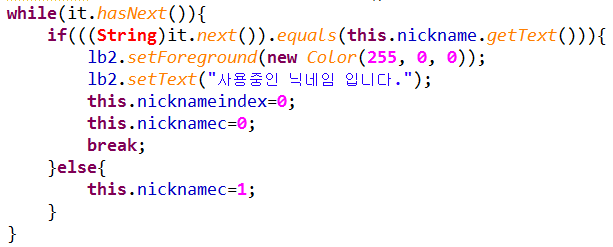 while(it.hasNext()){
    if(((String)it.next()).equals(this.nickname.getText())){
        lb2.setForeground(new Color(255, 0, 0));
        lb2.setText("사용중인 닉네임 입니다.");
        this.nicknameindex=0;
        this.nicknamec=0;
        break;
    }else{
        this.nicknamec=1;
    }
}